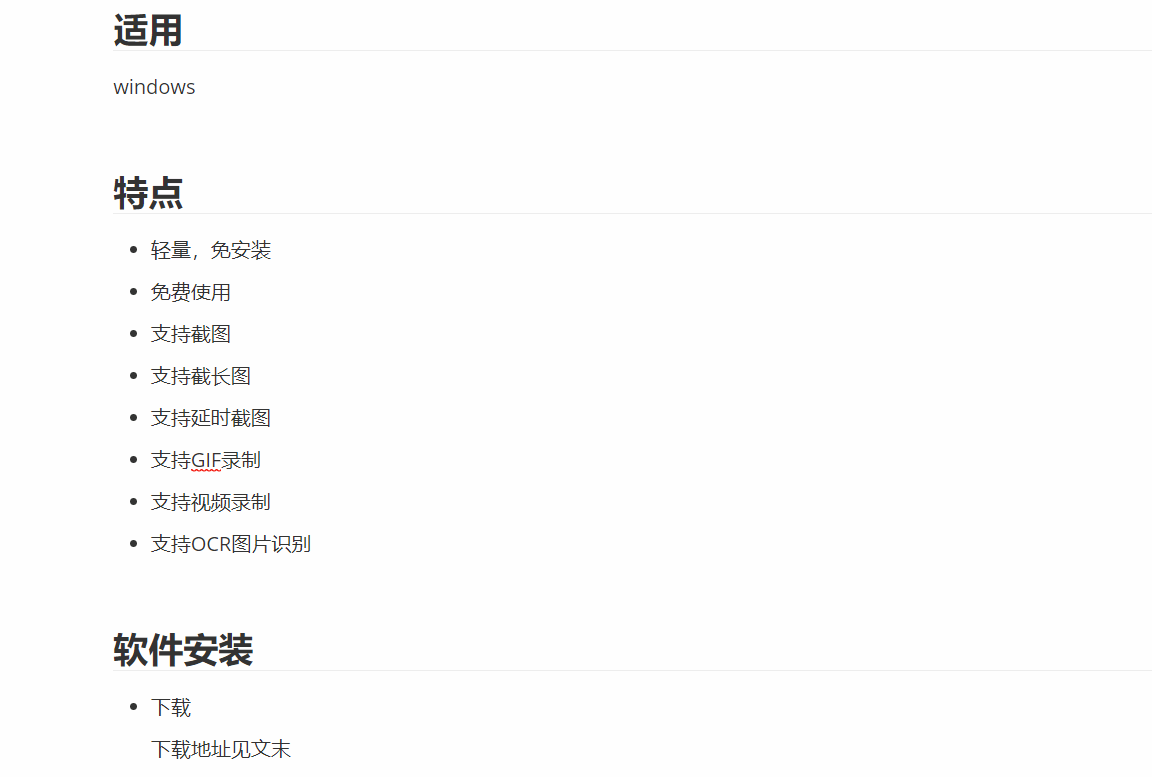 适用
windows
特点
轻量，免安装
免费使用
支持截图
支持截长图
支持延时截图
支持GIF录制
支持视频录制
支持OCR图片识别
软件安装
下载
下载地址见文末